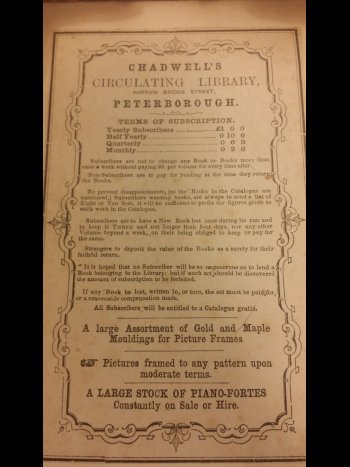 CHADWELL'S
CIRCULATING LIBRARY,
NARROW BRIDGE STREET,
PETERBOROUGH.
TERMS OF SUBSCRIPTION.
Yearly Subscribers ................ £1 0 0
Half Yearly ................ 0 10 6
Quarterly ................ 0 6 0
Monthly ................ 0 2 6
Subscribers are not to change any Book or Books more than
once a week without paying 2d per volume for every time after.
Non-Subscribers are to pay for reading at the time they return
the Books.
To prevent disappointments, (as the Books in the Catalogue are
numbered,) Subscribers wanting books, are always to send a list of
Eight or Ten Sets, it will be sufficient to prefix the figures given to
each work in the Catalogue.
Subscribers are to have a New Book but once during its run and
to keep it THREE and not longer than four days, nor any other
Volume beyond a week, on their being obliged to keep or pay for
the same.
Strangers to deposit the value of the Books as a surety for their
faithful return.
It is hoped that no Subscriber will be so ungenerous as to lend a
Book belonging to the Library: but if such act should be discovered
the amount of subscription to be forfeited.
If any Book be lost, written in, or torn, the set must be paid for,
or a reasonable compensation made,
All Subscribers will be entitled to a Catalogue gratis.
A large Assortment of Gold and Maple
Mouldings for Picture Frames
Pictures framed to any pattern upon
moderate terms.
A LARGE STOCK OF PIANO-FORTES
Constantly on Sale or Hire.